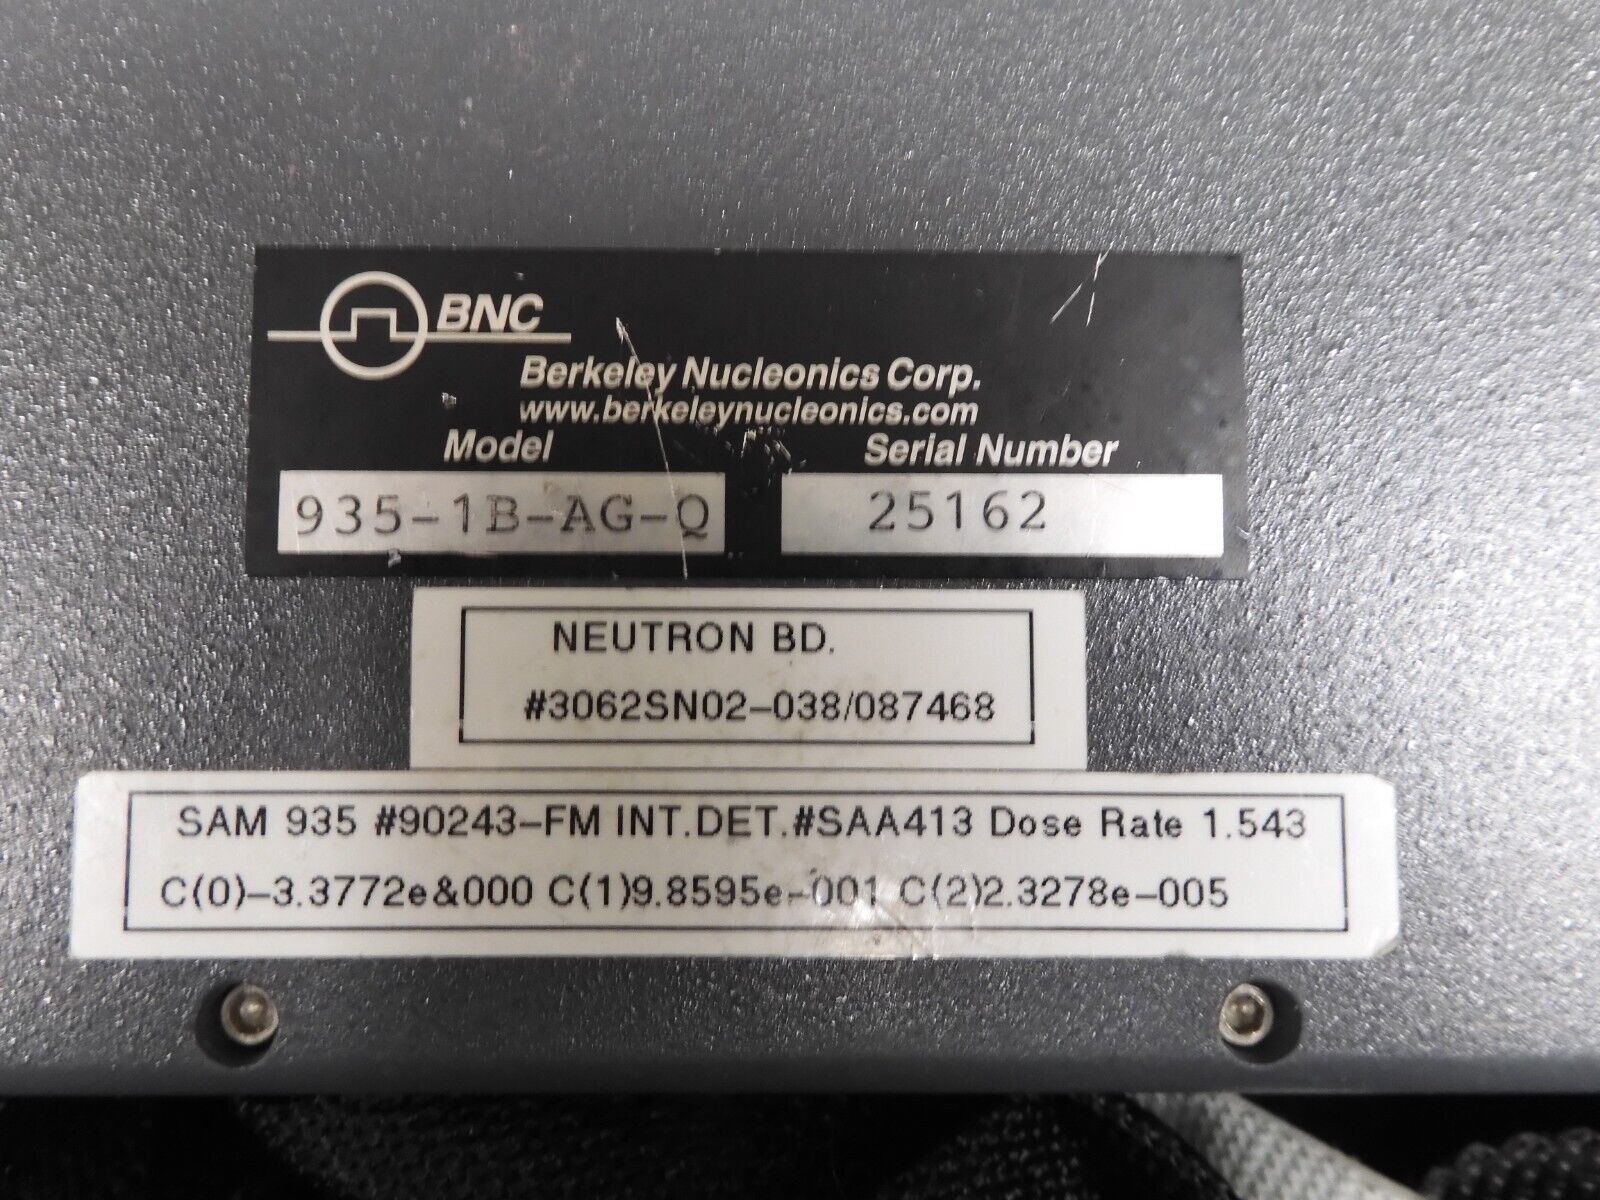 BNC
Berkeley Nucleonics Corp.
www.berkeleynucleonics.com
Model Serial Number
935-1B-AG-Q 25162
NEUTRON BD.
#3062SN02-038/087468
SAM 935 #90243-FM INT.DET.#SAA413 Dose Rate 1.543
C(0)-3.3772e&000 C(1)9.8595e-001 C(2)2.3278e-005